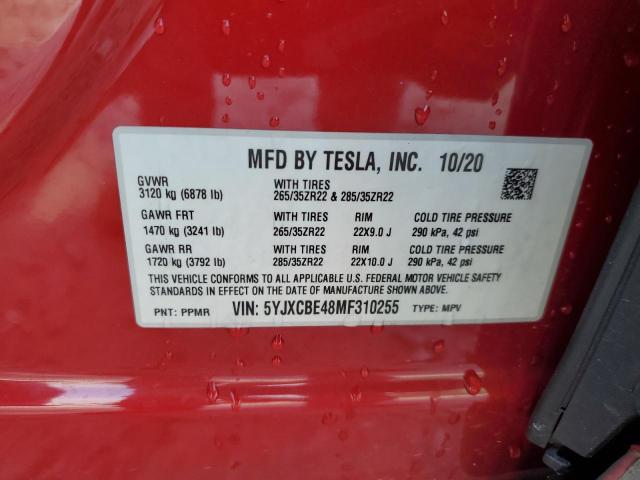 MFD BY TESLA, INC. 10/20
GVWR WITH TIRES
3120 kg (6878 lb) 265/35ZR22 & 285/35ZR22
GAWR FRT WITH TIRES RIM COLD TIRE PRESSURE
1470 kg (3241 lb) 265/35ZR22 22X9.0 J 290 kPa, 42 psi
GAWR RR WITH TIRES RIM COLD TIRE PRESSURE
1720 kg (3792 lb) 285/35ZR22 22X10.0 J 290 kPa, 42 psi
THIS VEHICLE CONFORMS TO ALL APPLICABLE U.S. FEDERAL MOTOR VEHICLE SAFETY
STANDARDS IN EFFECT ON THE DATE OF MANUFACTURE SHOWN ABOVE.
PNT: PPMR VIN: 5YJXCBE48MF310255 TYPE: MPV